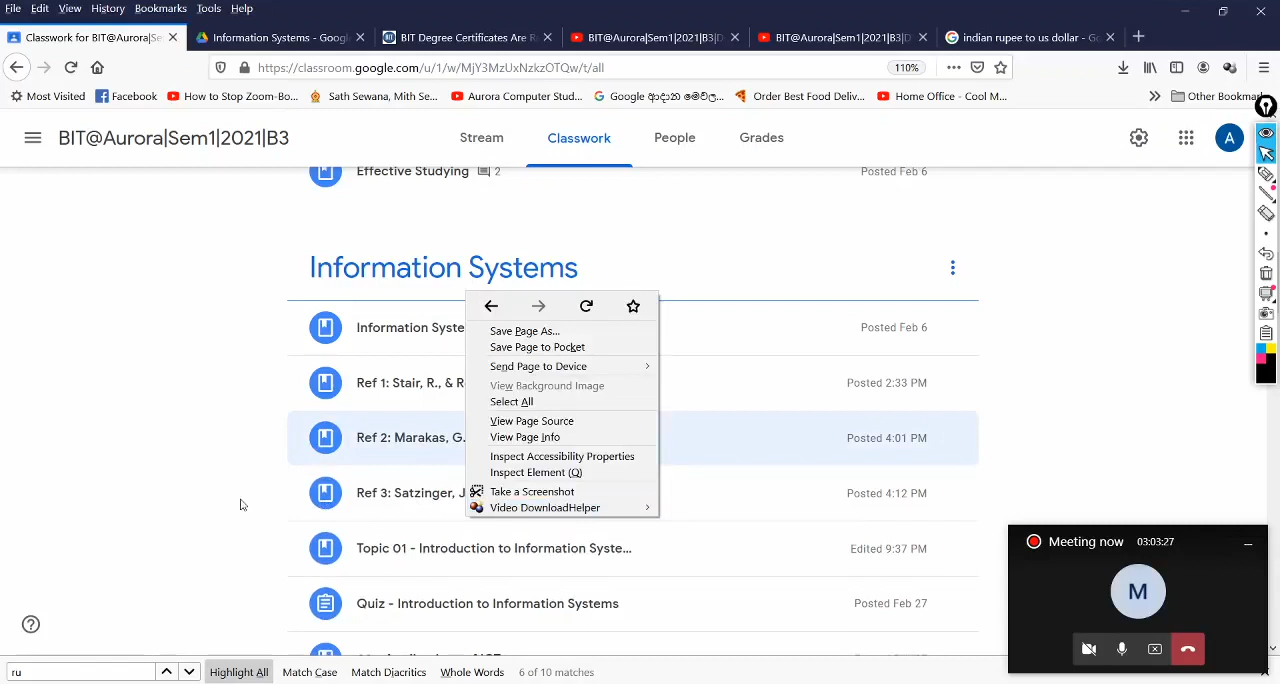 File Edit View History Bookmarks Tools Help
Classwork for BIT@Aurora|Se
Information Systems - Googl
BIT Degree Certificates Are R
BIT@Aurora|Sem1|2021|B3|D
BIT@Aurora|Sem1|2021|B3|D
indian rupee to us dollar - Go
https://classroom.google.com/u/1/w/MjY3MzUxNzkzOTQw/t/all
110%
Most Visited
Facebook
How to Stop Zoom-Bo...
Sath Sewana, Mith Se...
Aurora Computer Stud...
Order Best Food Deliv...
Home Office - Cool M...
Other Bookmar
BIT@Aurora|Sem1|2021|B3
Stream
Classwork
People
Grades
A
Effective Studying 2
Posted Feb 6
Information Systems
Information Syste
Posted Feb 6
Ref 1: Stair, R., & R
Posted 2:33 PM
Ref 2: Marakas, G.
Posted 4:01 PM
Ref 3: Satzinger, J
Posted 4:12 PM
Topic 01 - Introduction to Information Syste...
Edited 9:37 PM
Quiz - Introduction to Information Systems
Posted Feb 27
Save Page As...
Save Page to Pocket
Send Page to Device
View Background Image
Select All
View Page Source
View Page Info
Inspect Accessibility Properties
Inspect Element (Q)
Take a Screenshot
Video DownloadHelper
Meeting now 03:03:27
M
ru
Highlight All Match Case Match Diacritics Whole Words 6 of 10 matches